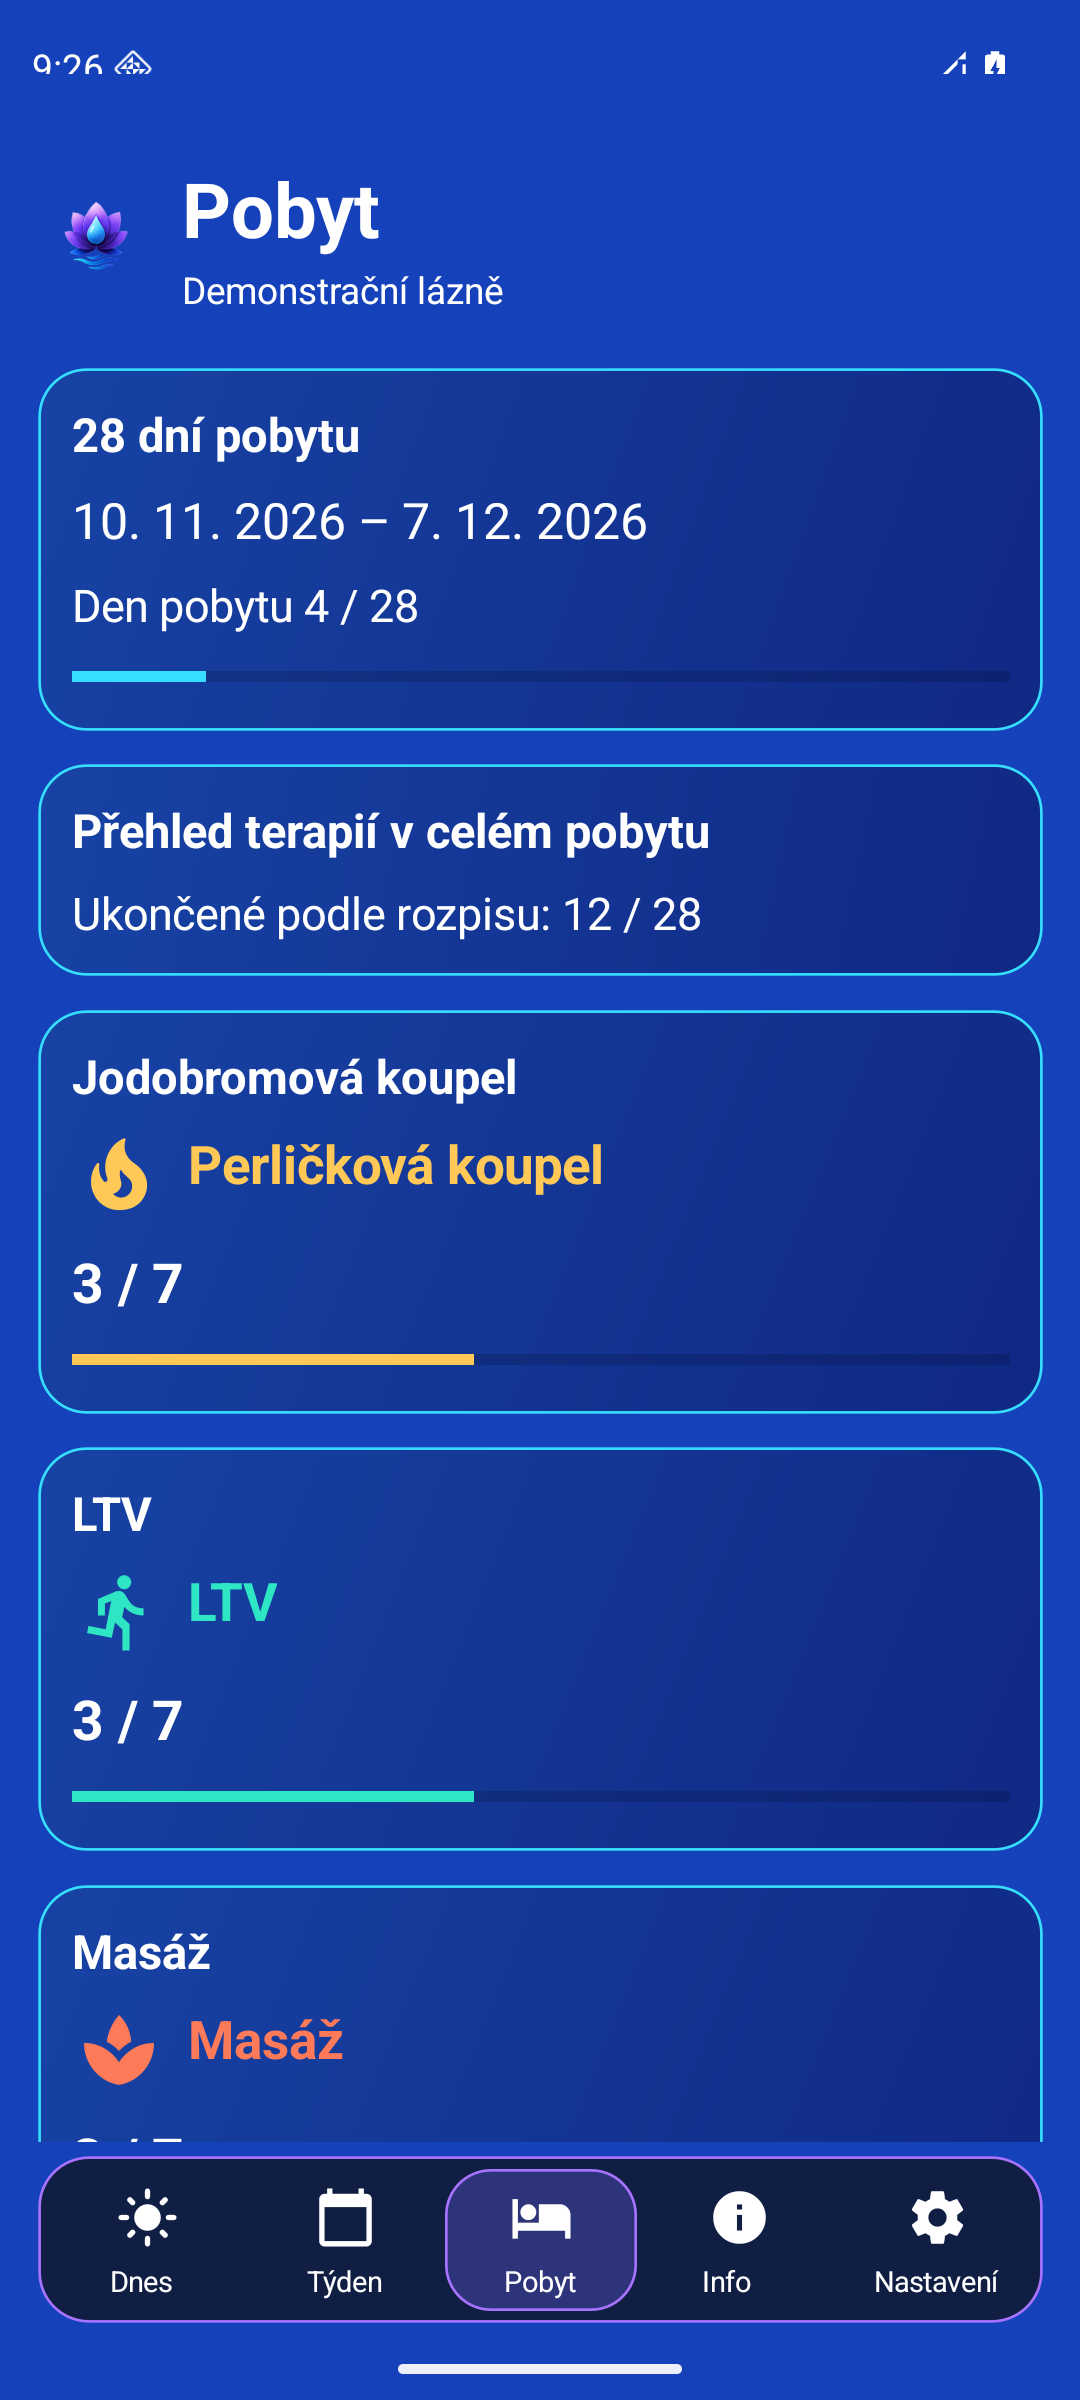 9:26
Pobyt
Demonstrační lázně
28 dní pobytu
10. 11. 2026 – 7. 12. 2026
Den pobytu 4 / 28
Přehled terapií v celém pobytu
Ukončené podle rozpisu: 12 / 28
Jodobromová koupel
Perličková koupel
3 / 7
LTV
LTV
3 / 7
Masáž
Masáž
Dnes
Týden
Pobyt
Info
Nastavení